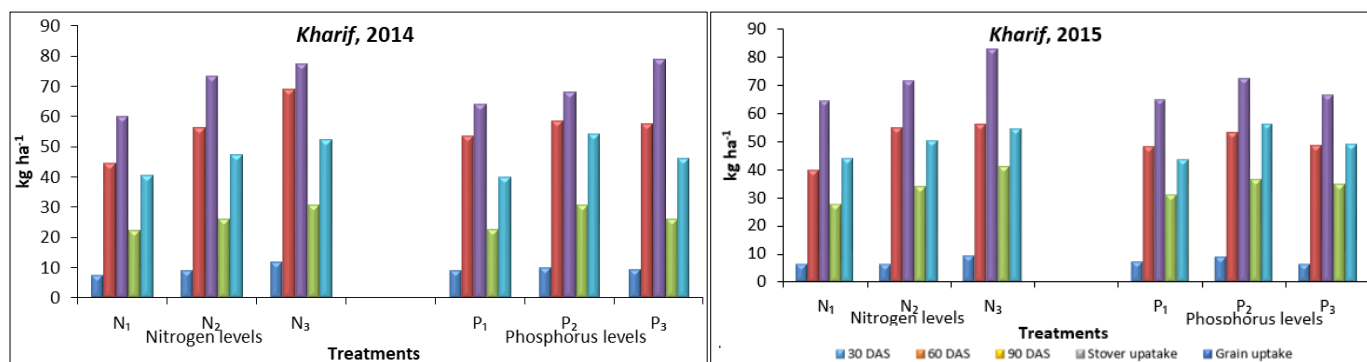 Kharif, 2014
kg ha⁻¹
90
80
70
60
50
40
30
20
10
0
N₁ N₂ N₃ P₁ P₂ P₃
Nitrogen levels Phosphorus levels
Treatments
Kharif, 2015
kg ha⁻¹
90
80
70
60
50
40
30
20
10
0
N₁ N₂ N₃ P₁ P₂ P₃
Nitrogen levels Phosphorus levels
Treatments
30 DAS 60 DAS 90 DAS Stover upatake Grain uptake